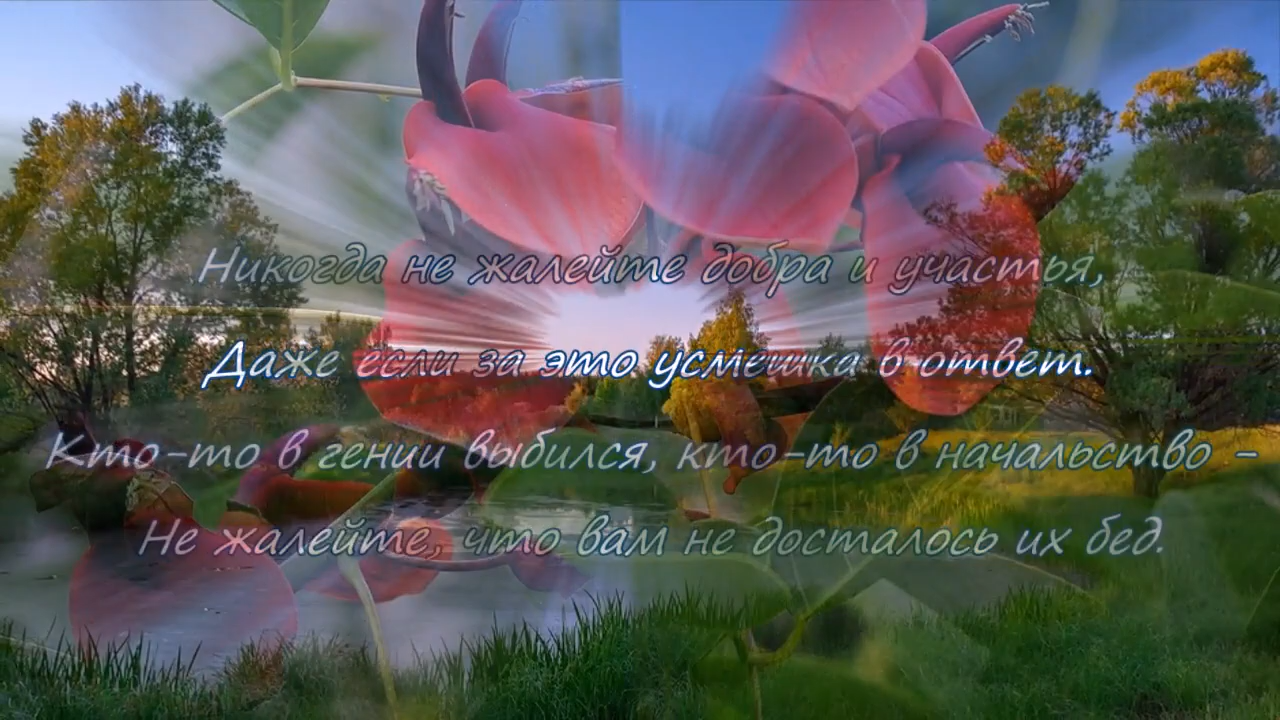 Никогда не жалейте добра и участья,
Даже если за это усмешка в ответ.
Кто-то в гении выбился, кто-то в начальство –
Не жалейте, что вам не досталось их бед.